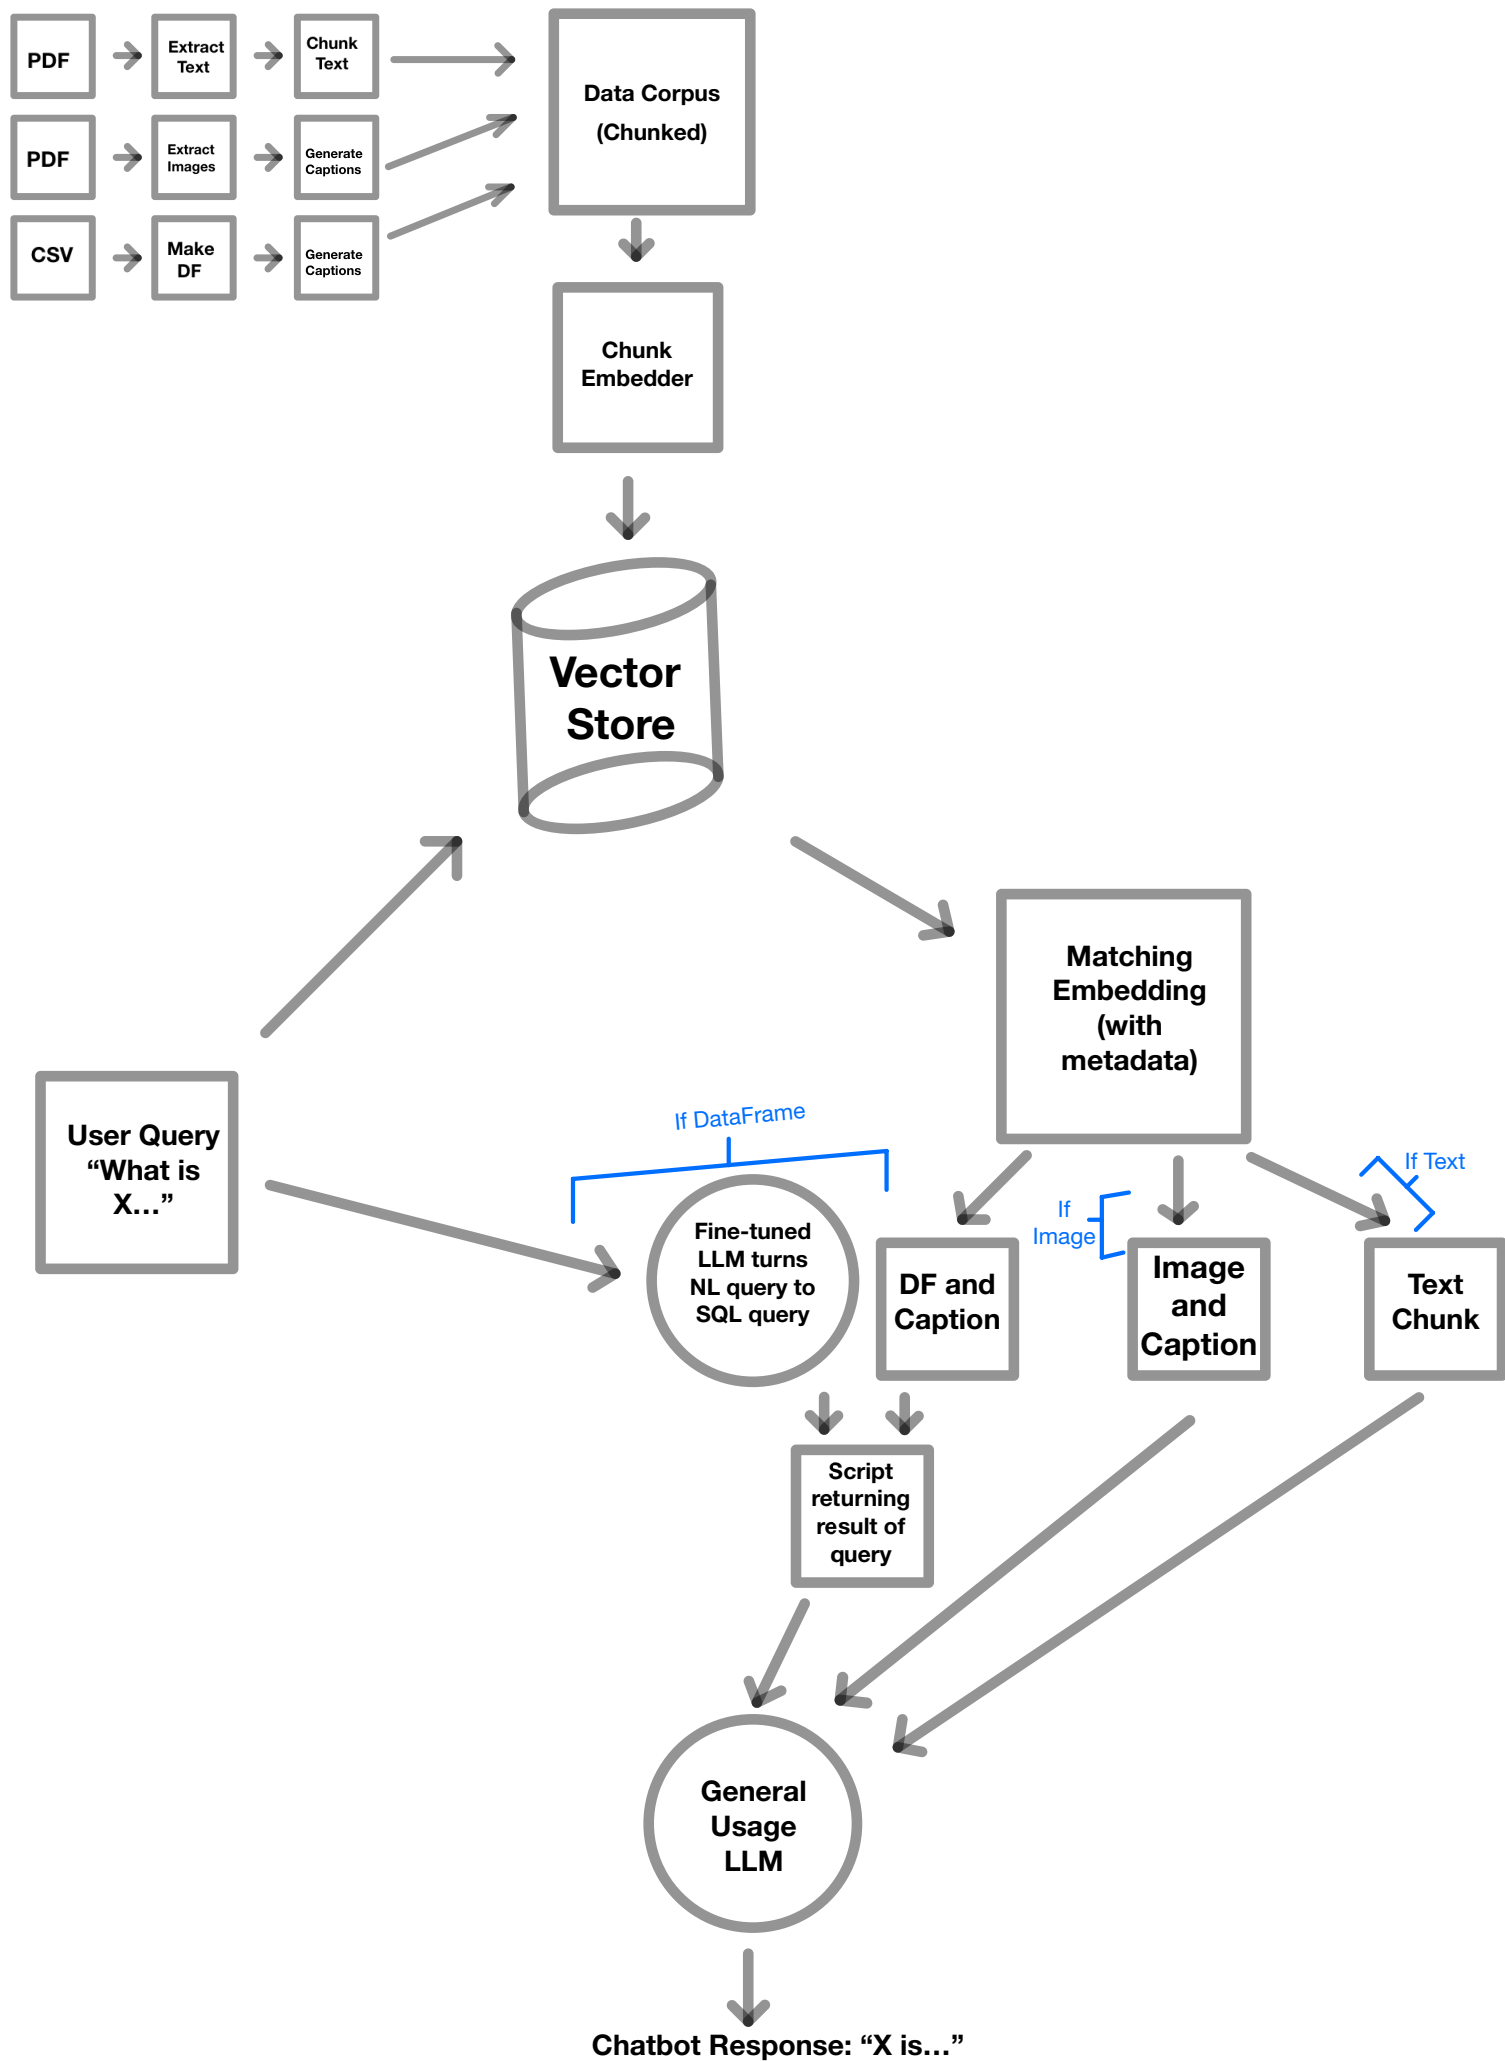 PDF
Extract
Text
Chunk
Text
PDF
Extract
Images
Generate
Captions
CSV
Make
DF
Generate
Captions
Data Corpus
(Chunked)
Chunk
Embedder
Vector
Store
Matching
Embedding
(with
metadata)
User Query
“What is
X...”
If DataFrame
If
Image
If Text
Fine-tuned
LLM turns
NL query to
SQL query
DF and
Caption
Image
and
Caption
Text
Chunk
Script
returning
result of
query
General
Usage
LLM
Chatbot Response: “X is...”